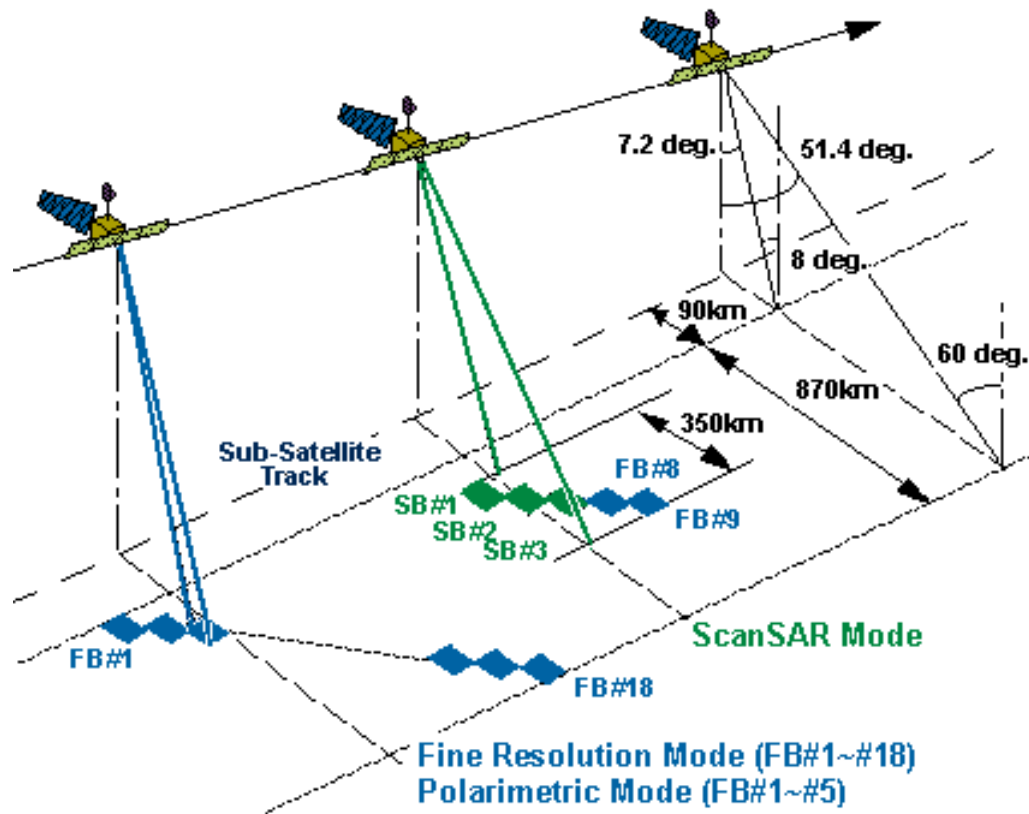 7.2 deg.
51.4 deg.
8 deg.
90km
60 deg.
870km
350km
Sub-Satellite
Track
FB#8
SB#1
FB#9
SB#2
SB#3
ScanSAR Mode
FB#1
FB#18
Fine Resolution Mode (FB#1~#18)
Polarimetric Mode (FB#1~#5)